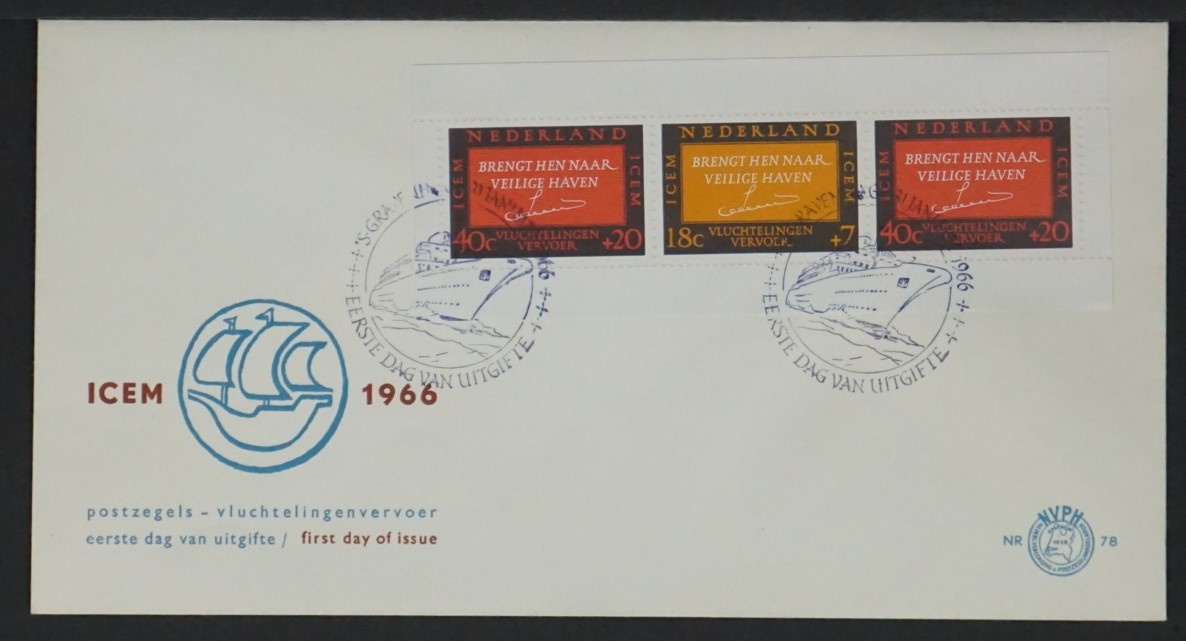 NEDERLAND
ICEM
BRENGT HEN NAAR
VEILIGE HAVEN
ICEM
40c VLUCHTELINGEN
VERVOER +20
NEDERLAND
ICEM
BRENGT HEN NAAR
VEILIGE HAVEN
ICEM
18c VLUCHTELINGEN
VERVOER +7
NEDERLAND
ICEM
BRENGT HEN NAAR
VEILIGE HAVEN
ICEM
40c VLUCHTELINGEN
VERVOER +20
EERSTE DAG VAN UITGIFTE
1966
EERSTE DAG VAN UITGIFTE
ICEM 1966
postzegels - vluchtelingenvervoer
eerste dag van uitgifte / first day of issue
NVPH
NR 78